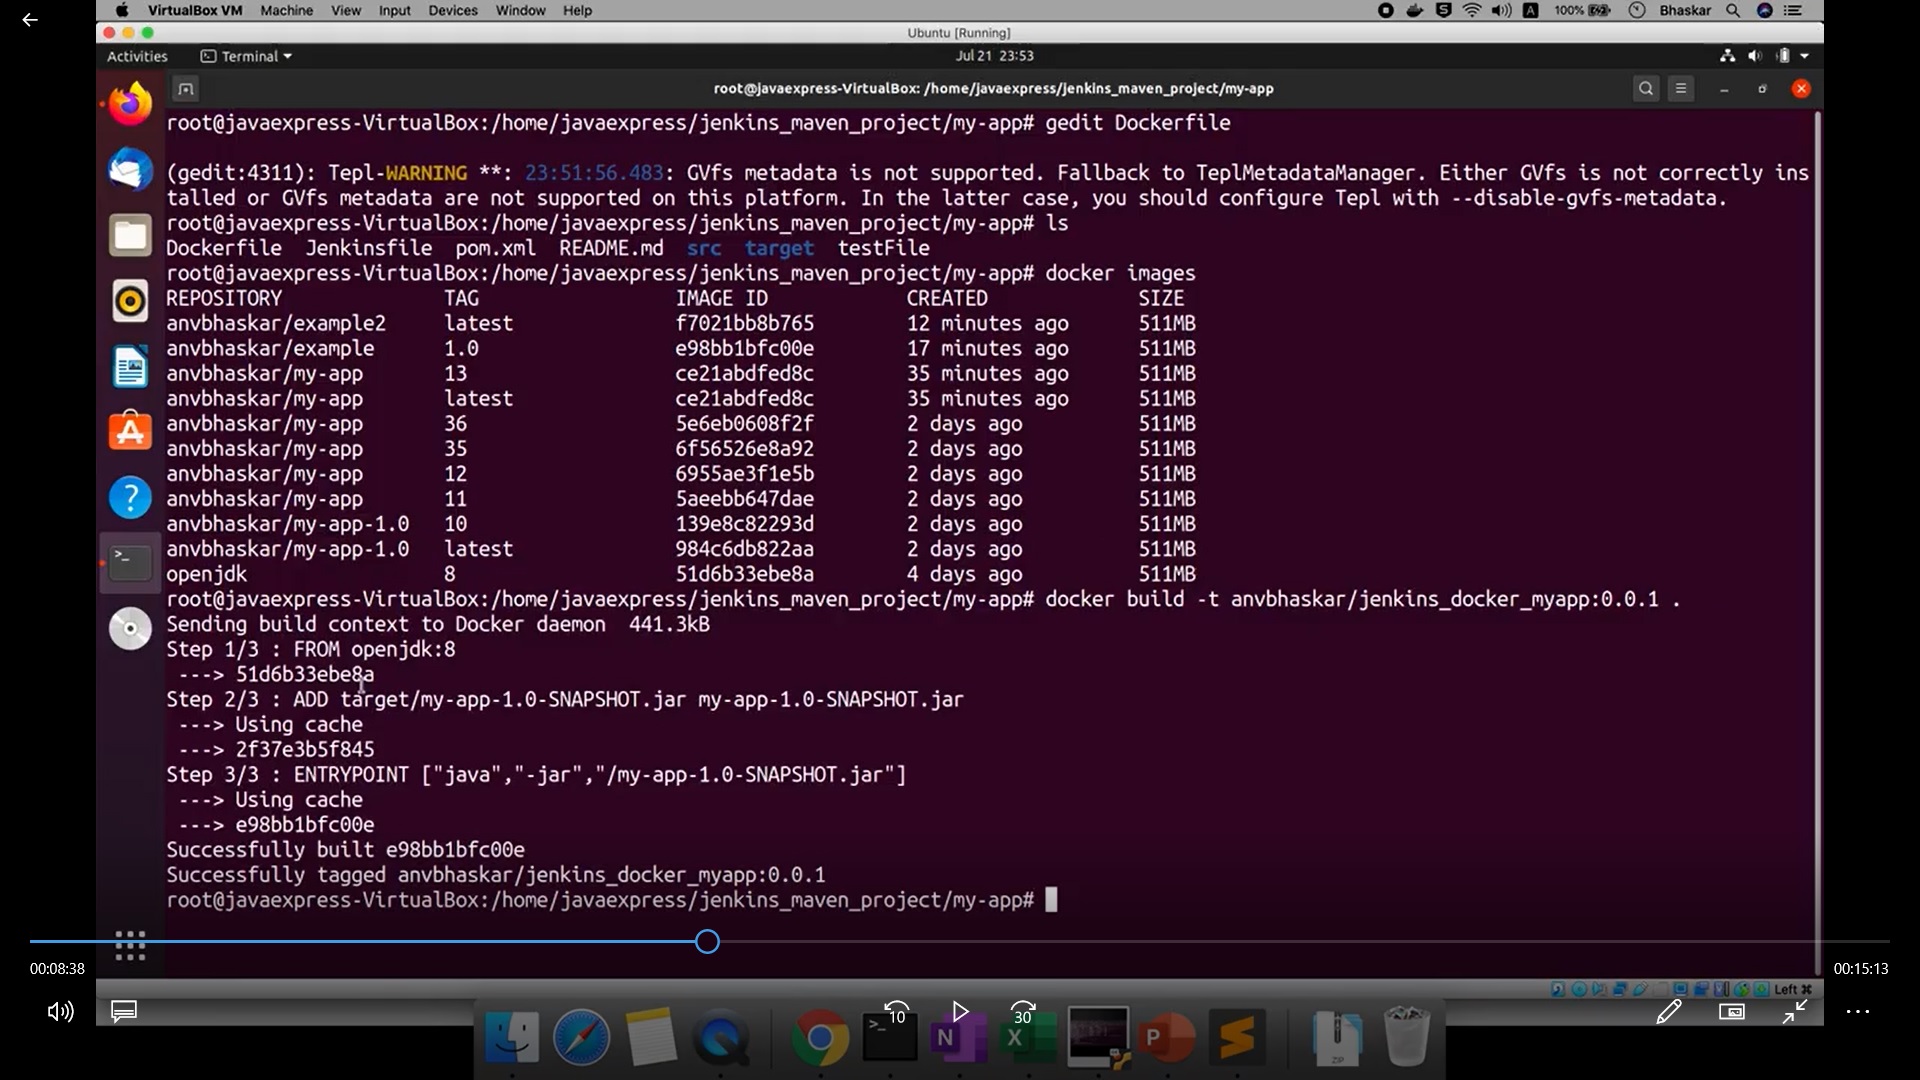 VirtualBox VM Machine View Input Devices Window Help 100% Bhaskar
Ubuntu [Running]
Activities Terminal Jul 21 23:53
root@javaexpress-VirtualBox: /home/javaexpress/jenkins_maven_project/my-app
root@javaexpress-VirtualBox:/home/javaexpress/jenkins_maven_project/my-app# gedit Dockerfile
(gedit:4311): Tepl-WARNING **: 23:51:56.483: GVfs metadata is not supported. Fallback to TeplMetadataManager. Either GVfs is not correctly ins
talled or GVfs metadata are not supported on this platform. In the latter case, you should configure Tepl with --disable-gvfs-metadata.
root@javaexpress-VirtualBox:/home/javaexpress/jenkins_maven_project/my-app# ls
Dockerfile Jenkinsfile pom.xml README.md src target testFile
root@javaexpress-VirtualBox:/home/javaexpress/jenkins_maven_project/my-app# docker images
REPOSITORY TAG IMAGE ID CREATED SIZE
anvbhaskar/example2 latest f7021bb8b765 12 minutes ago 511MB
anvbhaskar/example 1.0 e98bb1bfc00e 17 minutes ago 511MB
anvbhaskar/my-app 13 ce21abdfed8c 35 minutes ago 511MB
anvbhaskar/my-app latest ce21abdfed8c 35 minutes ago 511MB
anvbhaskar/my-app 36 5e6eb0608f2f 2 days ago 511MB
anvbhaskar/my-app 35 6f56526e8a92 2 days ago 511MB
anvbhaskar/my-app 12 6955ae3f1e5b 2 days ago 511MB
anvbhaskar/my-app 11 5aeebb647dae 2 days ago 511MB
anvbhaskar/my-app-1.0 10 139e8c82293d 2 days ago 511MB
anvbhaskar/my-app-1.0 latest 984c6db822aa 2 days ago 511MB
openjdk 8 51d6b33ebe8a 4 days ago 511MB
root@javaexpress-VirtualBox:/home/javaexpress/jenkins_maven_project/my-app# docker build -t anvbhaskar/jenkins_docker_myapp:0.0.1 .
Sending build context to Docker daemon 441.3kB
Step 1/3 : FROM openjdk:8
---> 51d6b33ebe8a
Step 2/3 : ADD target/my-app-1.0-SNAPSHOT.jar my-app-1.0-SNAPSHOT.jar
---> Using cache
---> 2f37e3b5f845
Step 3/3 : ENTRYPOINT ["java","-jar","/my-app-1.0-SNAPSHOT.jar"]
---> Using cache
---> e98bb1bfc00e
Successfully built e98bb1bfc00e
Successfully tagged anvbhaskar/jenkins_docker_myapp:0.0.1
root@javaexpress-VirtualBox:/home/javaexpress/jenkins_maven_project/my-app#
00:08:38 00:15:13
Left ⌘
10 30
ZIP